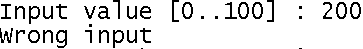 Input value [0..100] : 200
Wrong input